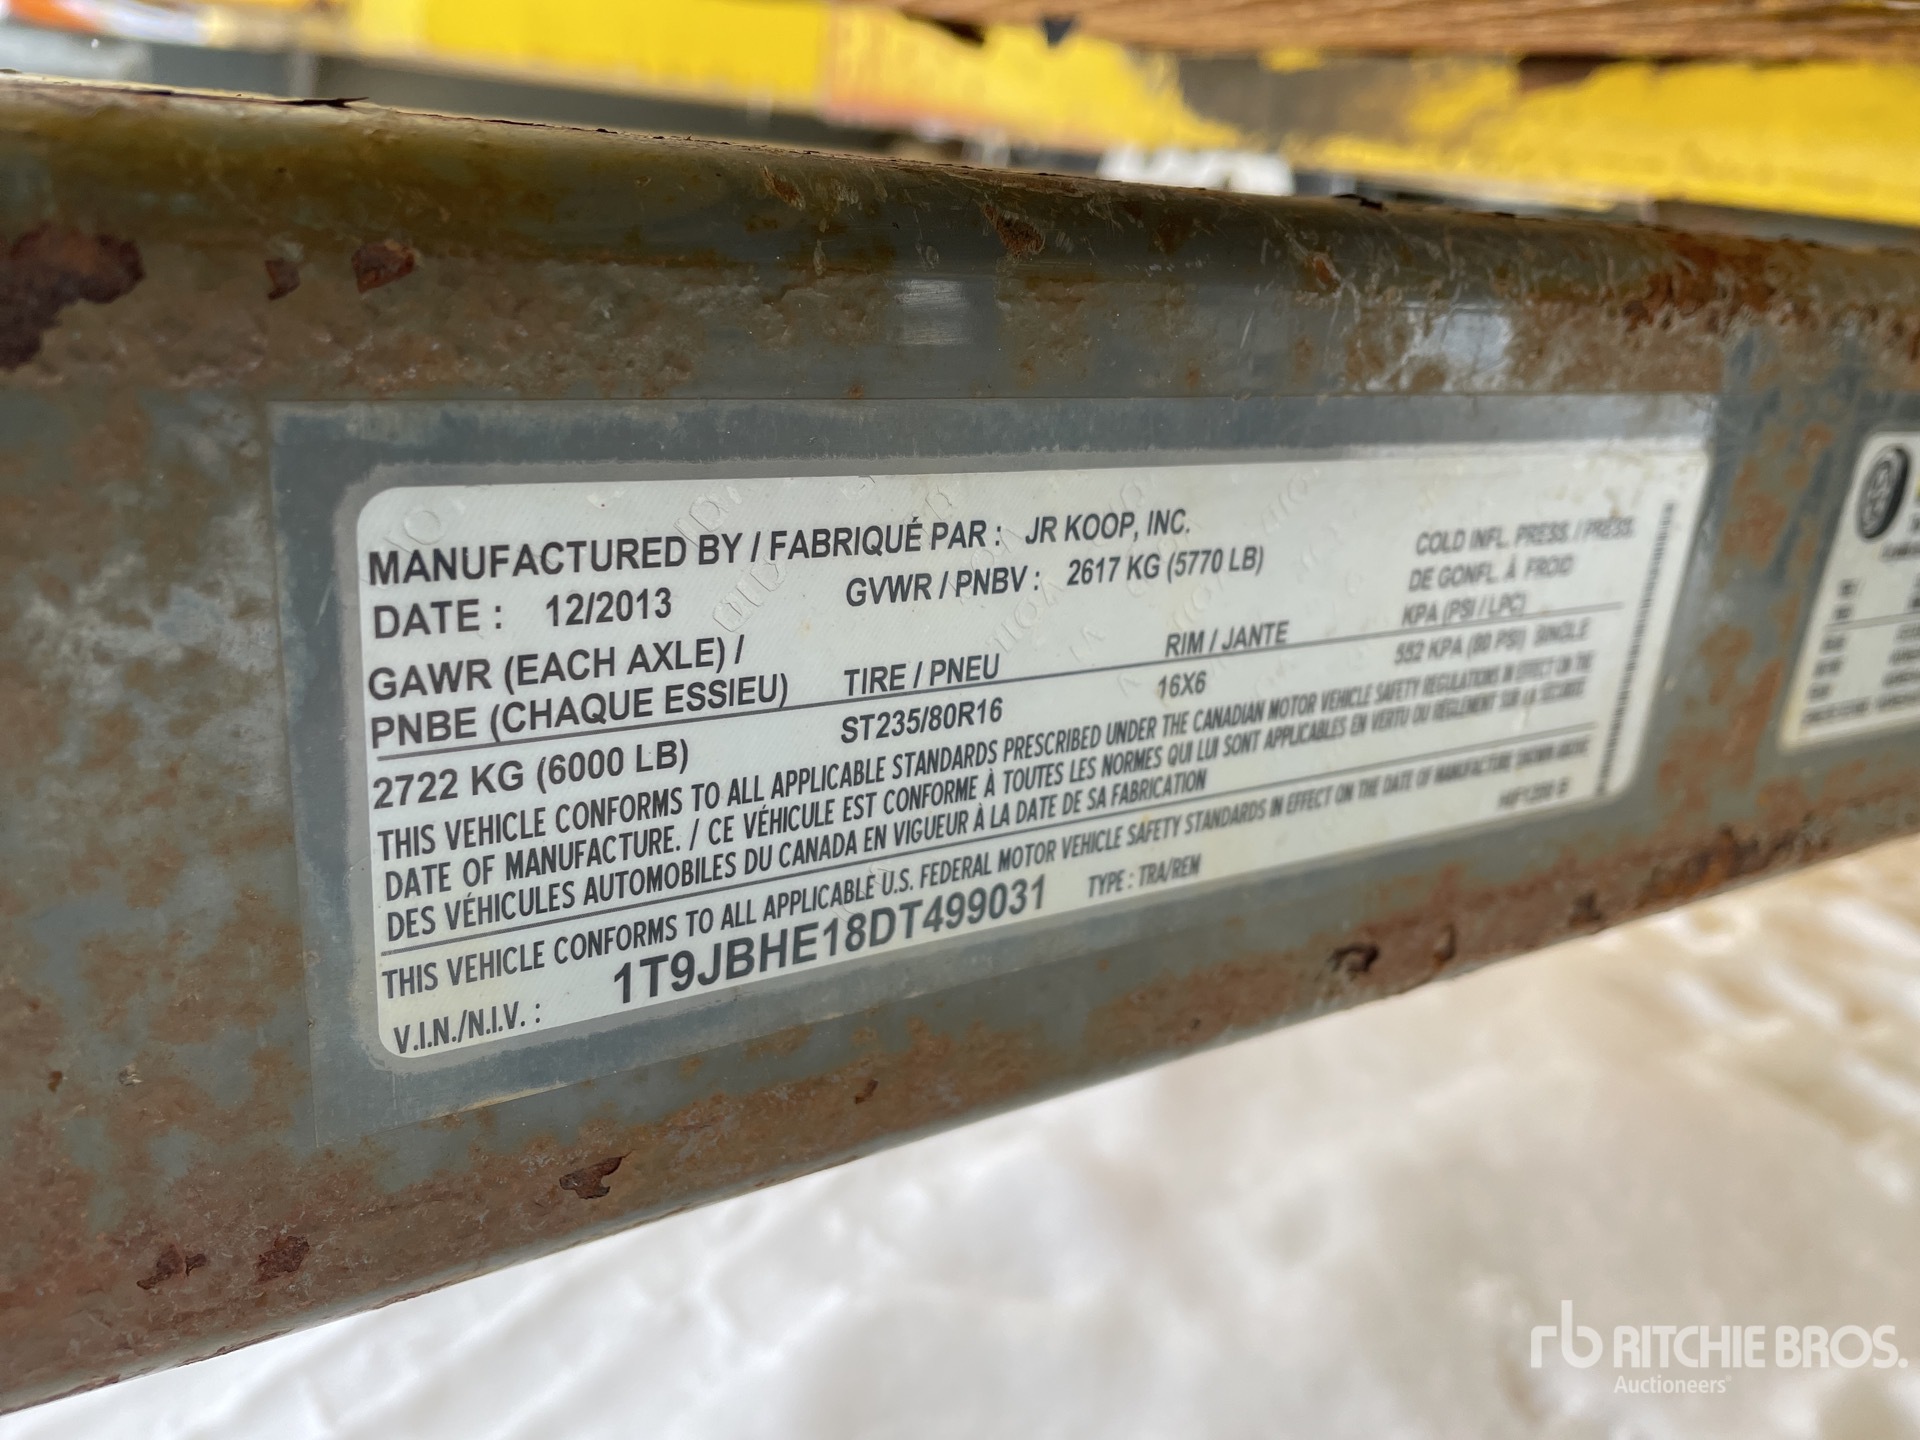 MANUFACTURED BY / FABRIQUÉ PAR : JR KOOP, INC.
DATE : 12/2013
GVWR / PNBV : 2617 KG (5770 LB)
COLD INFL. PRESS. / PRESS.
DE GONFL. À FROID
KPA (PSI / LPC)
GAWR (EACH AXLE) /
PNBE (CHAQUE ESSIEU)
TIRE / PNEU
RIM / JANTE
2722 KG (6000 LB)
ST235/80R16
16X6
552 KPA (80 PSI) SINGLE
THIS VEHICLE CONFORMS TO ALL APPLICABLE STANDARDS PRESCRIBED UNDER THE CANADIAN MOTOR VEHICLE SAFETY REGULATIONS IN EFFECT ON THE
DATE OF MANUFACTURE. / CE VÉHICULE EST CONFORME À TOUTES LES NORMES QUI LUI SONT APPLICABLES EN VERTU DU RÈGLEMENT SUR LA SÉCURITÉ
DES VÉHICULES AUTOMOBILES DU CANADA EN VIGUEUR À LA DATE DE SA FABRICATION
THIS VEHICLE CONFORMS TO ALL APPLICABLE U.S. FEDERAL MOTOR VEHICLE SAFETY STANDARDS IN EFFECT ON THE DATE OF MANUFACTURE SHOWN ABOVE
V.I.N./N.I.V. : 1T9JBHE18DT499031 TYPE : TRA/REM
rb RITCHIE BROS.
Auctioneers